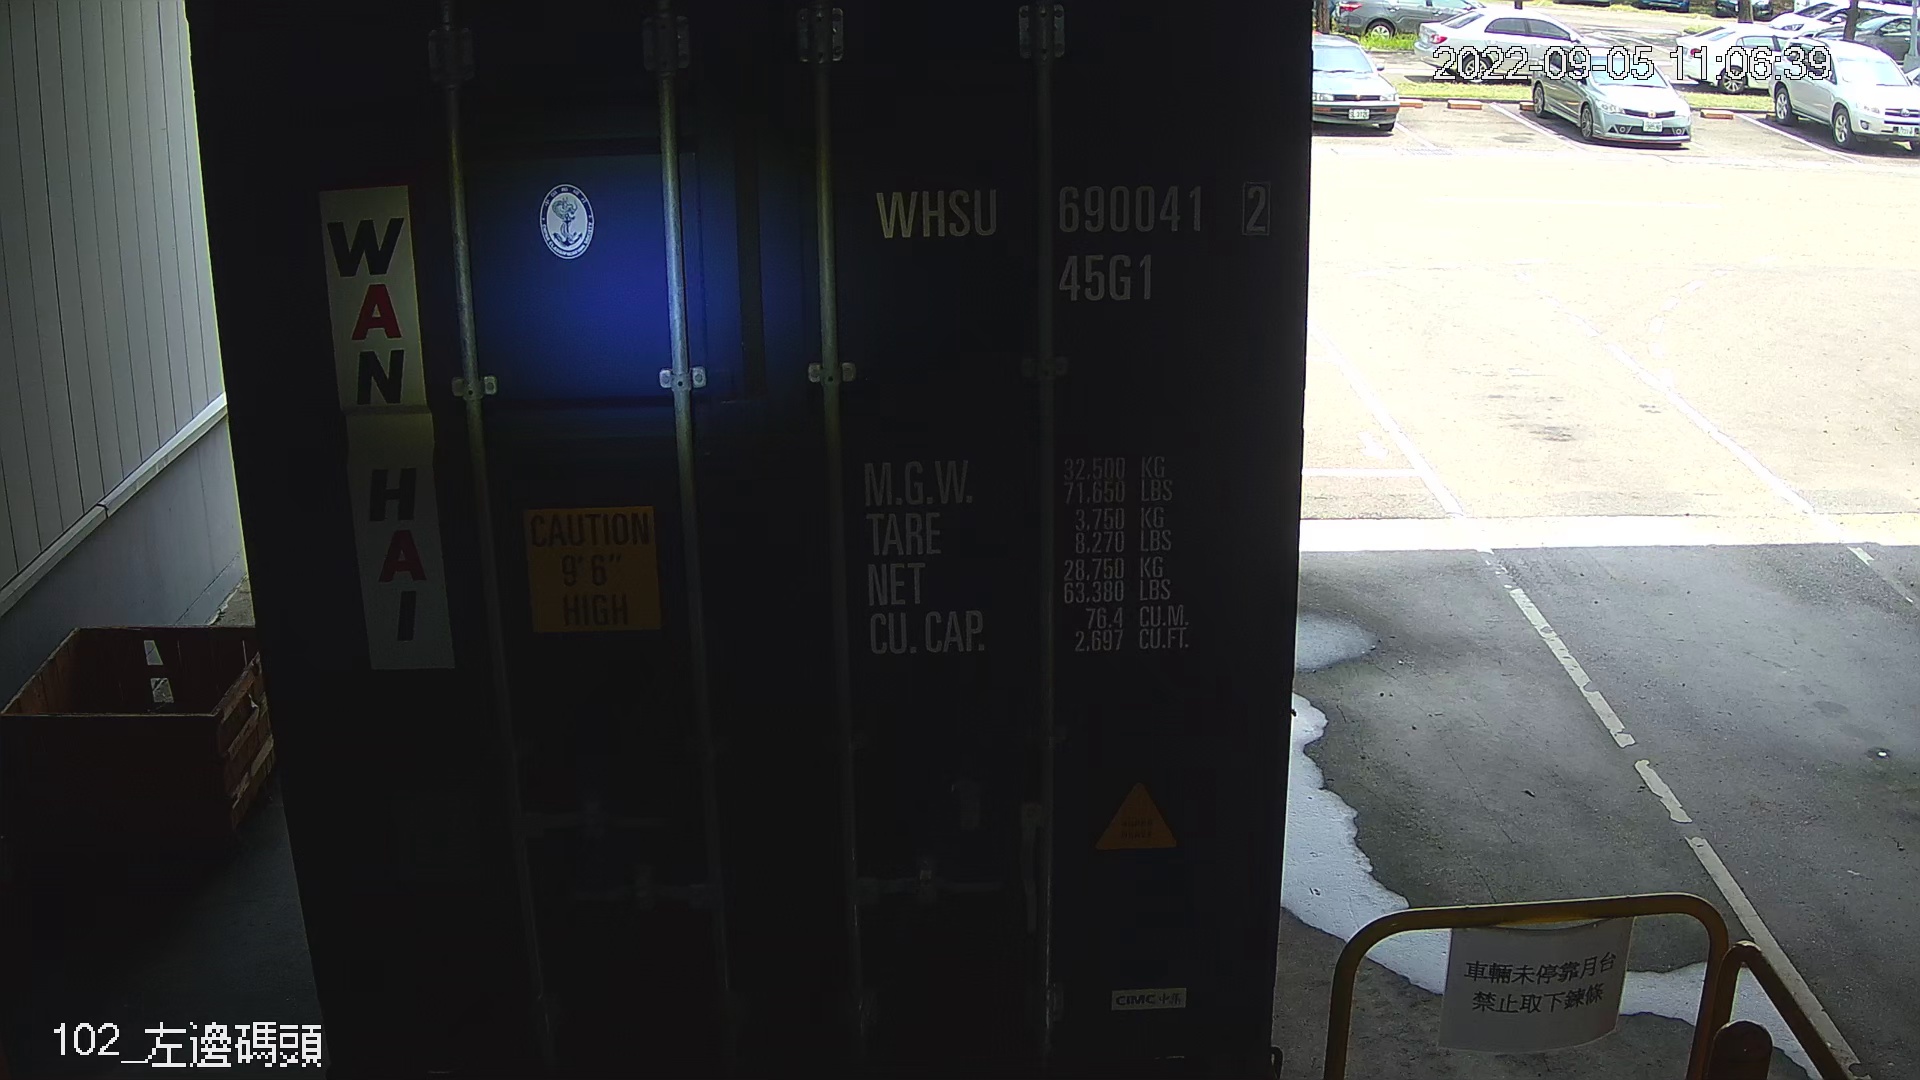 2022-09-05 11:06:39
WAN
HAI
WHSU 690041 2
45G1
CAUTION
9'6"
HIGH
M.G.W. 32.500 KG
71.650 LBS
TARE 3.750 KG
8.270 LBS
NET 28.750 KG
63.380 LBS
CU. CAP. 76.4 CU.M.
2.697 CU.FT.
CIMC 中集
車輛未停靠月台
禁止取下鍊條
102_左邊碼頭